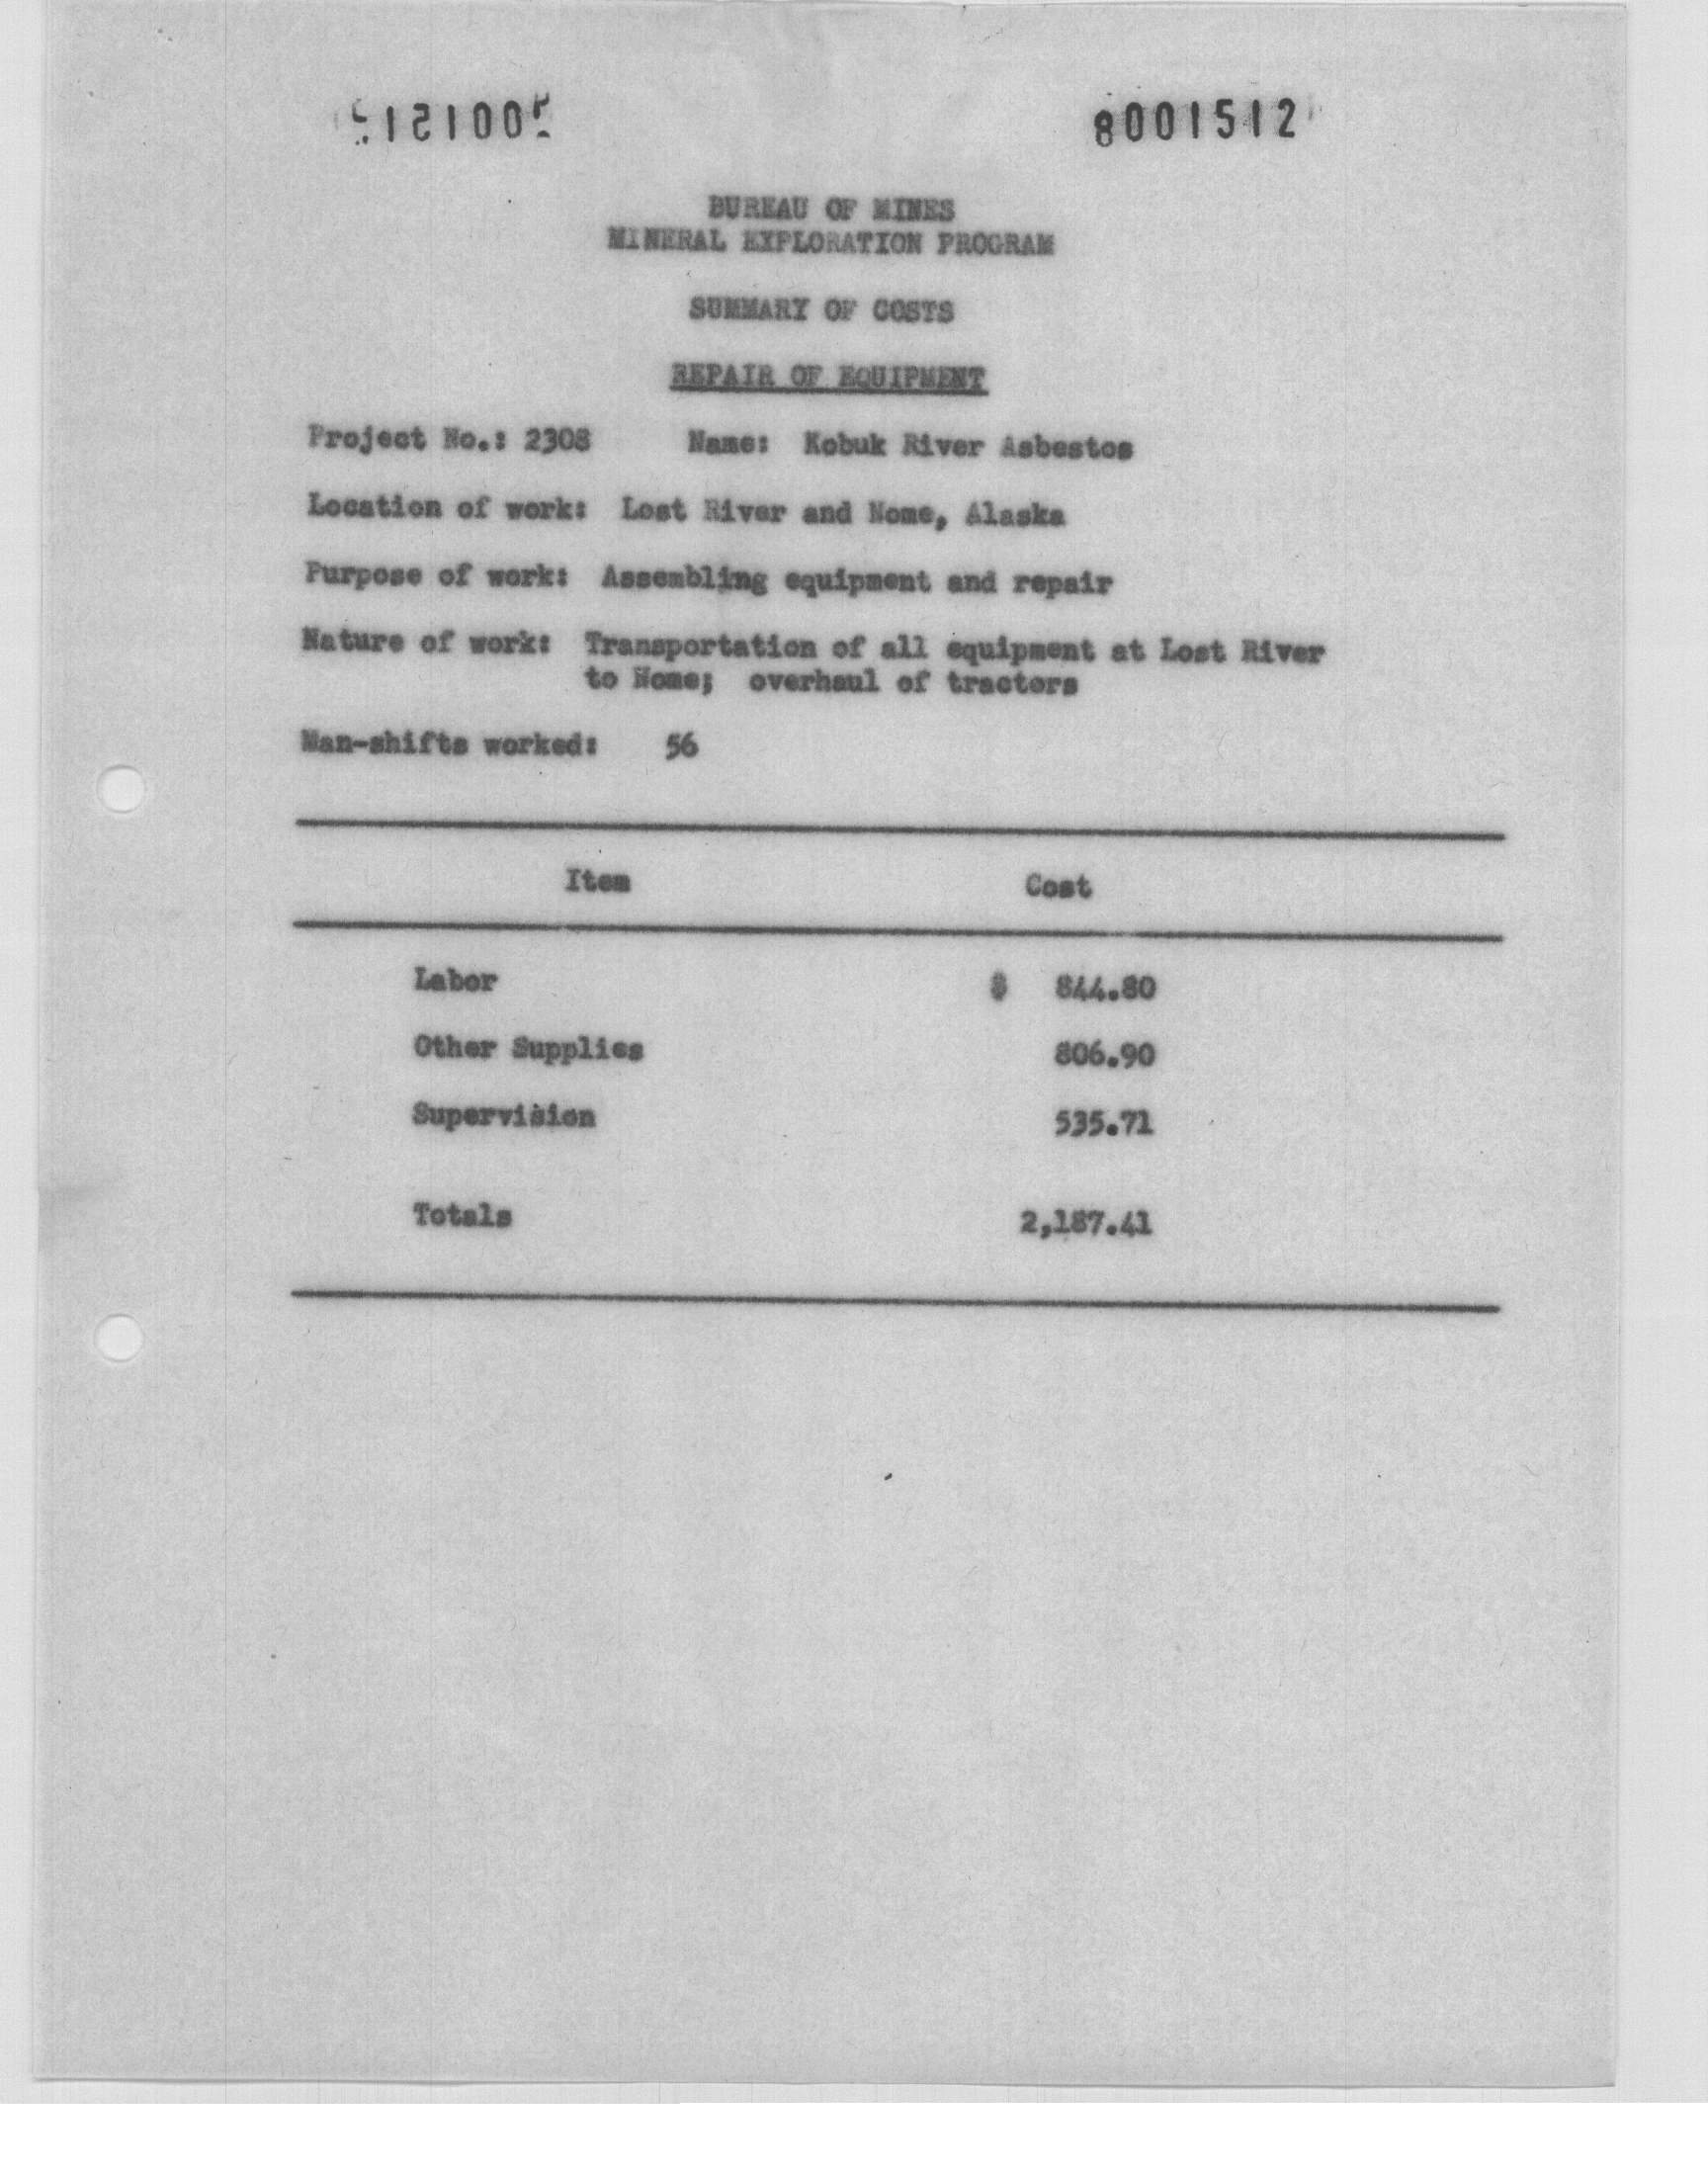 8001512
BUREAU OF MINES
MINERAL EXPLORATION PROGRAM
SUMMARY OF COSTS
REPAIR OF EQUIPMENT
Project No.: 2308 Name: Kobuk River Asbestos
Location of work: Lost River and Nome, Alaska
Purpose of work: Assembling equipment and repair
Nature of work: Transportation of all equipment at Lost River
to Nome; overhaul of tractors
Man-shifts worked: 56
Item Cost
Labor $ 844.80
Other Supplies 806.90
Supervision 535.71
Totals 2,187.41